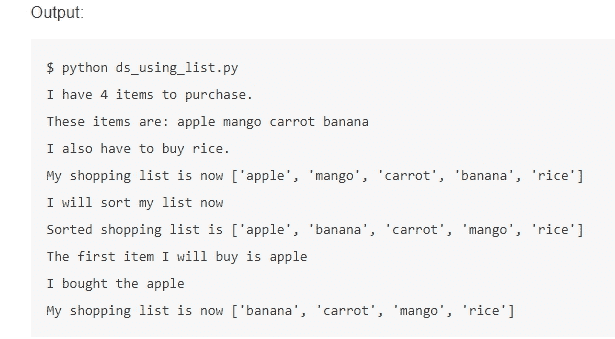 Output:
$ python ds_using_list.py
I have 4 items to purchase.
These items are: apple mango carrot banana
I also have to buy rice.
My shopping list is now ['apple', 'mango', 'carrot', 'banana', 'rice']
I will sort my list now
Sorted shopping list is ['apple', 'banana', 'carrot', 'mango', 'rice']
The first item I will buy is apple
I bought the apple
My shopping list is now ['banana', 'carrot', 'mango', 'rice']